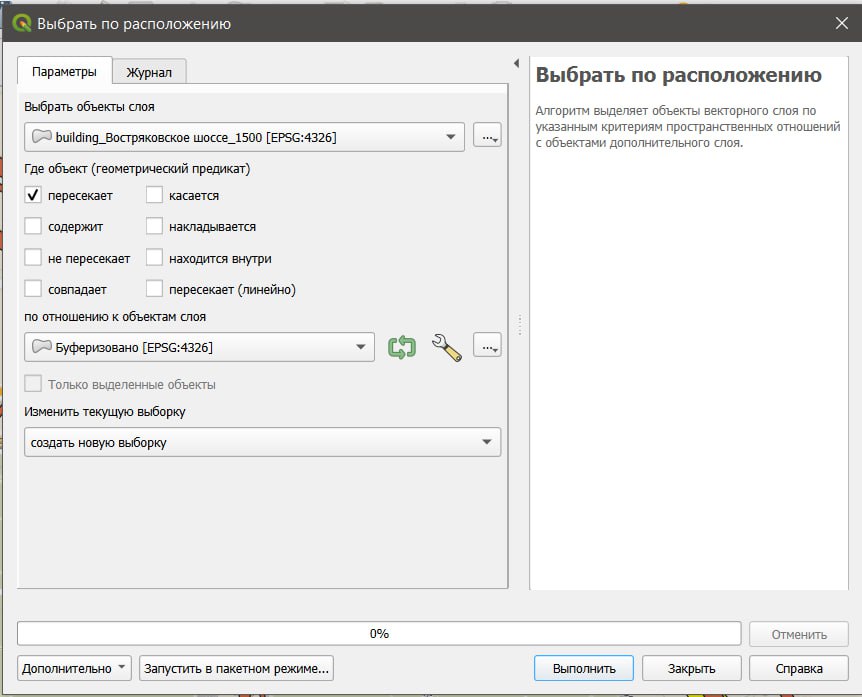 Выбрать по расположению
Параметры
Журнал
Выбрать объекты слоя
building_Востряковское шоссе_1500 [EPSG:4326]
...
Где объект (геометрический предикат)
пересекает
касается
содержит
накладывается
не пересекает
находится внутри
совпадает
пересекает (линейно)
по отношению к объектам слоя
Буферизовано [EPSG:4326]
...
Только выделенные объекты
Изменить текущую выборку
создать новую выборку
Выбрать по расположению
Алгоритм выделяет объекты векторного слоя по
указанным критериям пространственных отношений
с объектами дополнительного слоя.
0%
Отменить
Дополнительно
Запустить в пакетном режиме...
Выполнить
Закрыть
Справка